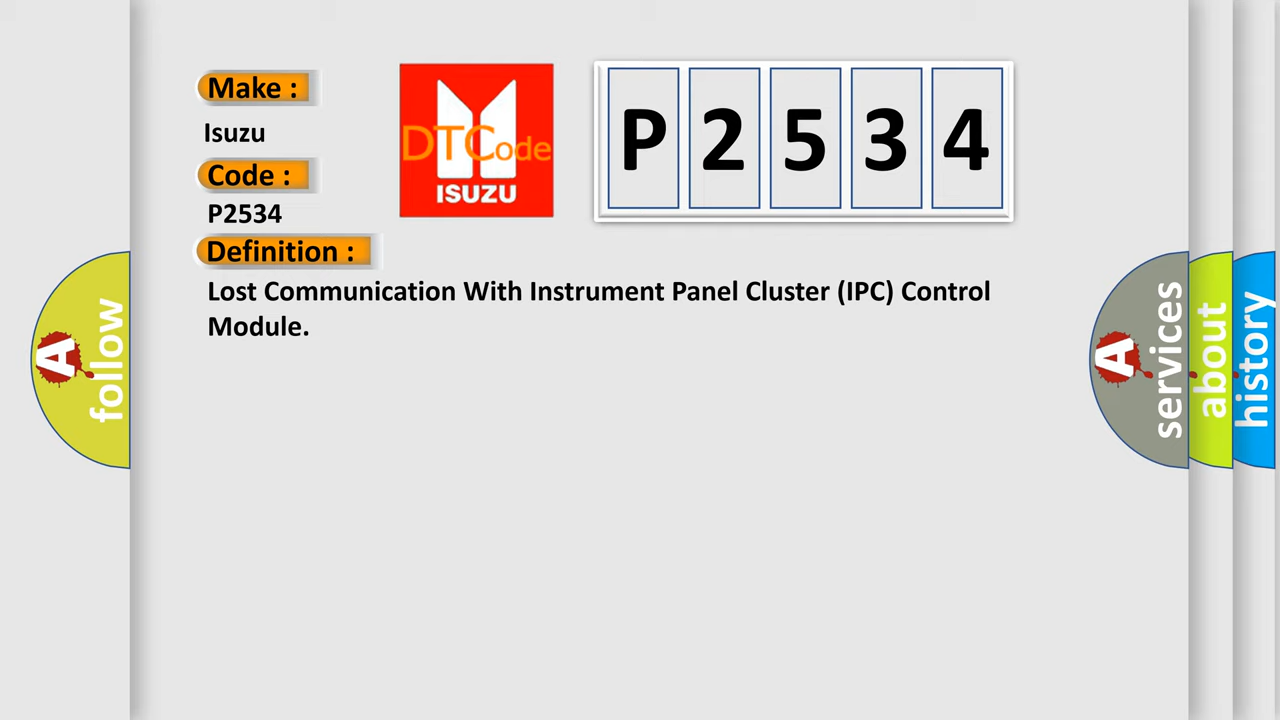 Make :
Isuzu
Code :
P2534
Definition :
Lost Communication With Instrument Panel Cluster (IPC) Control
Module.
DTCode
ISUZU
P 2 5 3 4
A follow
A services
about
history